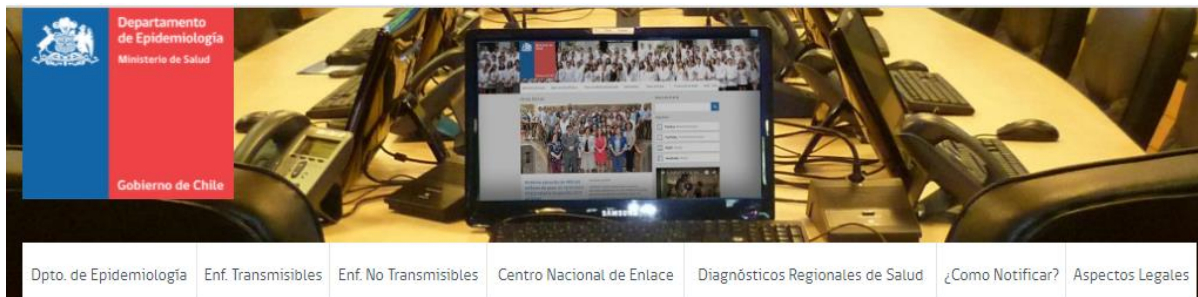 Departamento
de Epidemiología
Ministerio de Salud
Gobierno de Chile
SAMSUNG
Dpto. de Epidemiología Enf. Transmisibles Enf. No Transmisibles Centro Nacional de Enlace Diagnósticos Regionales de Salud ¿Como Notificar? Aspectos Legales